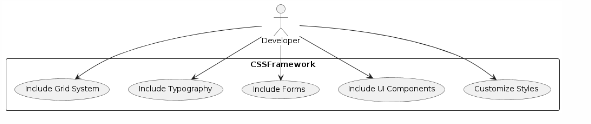 Developer
CSSFramework
Include Grid System
Include Typography
Include Forms
Include UI Components
Customize Styles